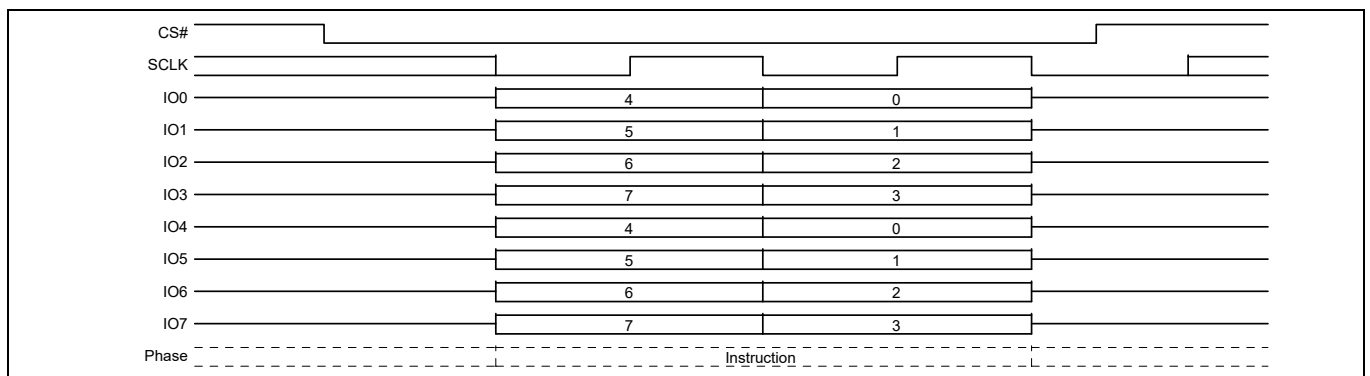 CS#
SCLK
IO0 4 0
IO1 5 1
IO2 6 2
IO3 7 3
IO4 4 0
IO5 5 1
IO6 6 2
IO7 7 3
Phase Instruction